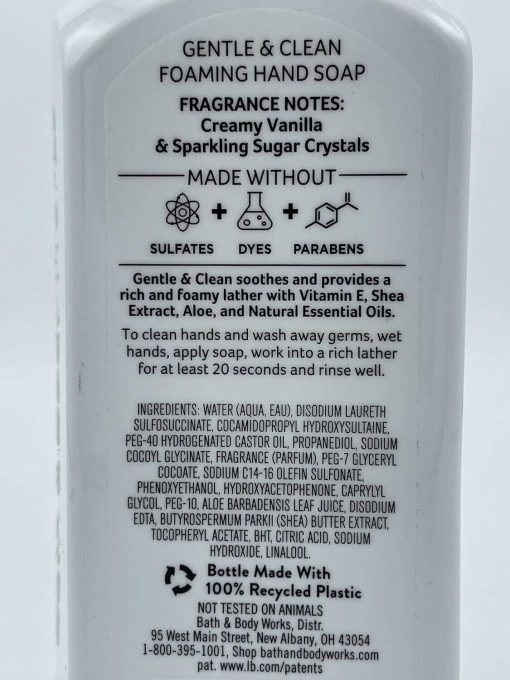 GENTLE & CLEAN
FOAMING HAND SOAP
FRAGRANCE NOTES:
Creamy Vanilla
& Sparkling Sugar Crystals
MADE WITHOUT
+ +
SULFATES DYES PARABENS
Gentle & Clean soothes and provides a
rich and foamy lather with Vitamin E, Shea
Extract, Aloe, and Natural Essential Oils.
To clean hands and wash away germs, wet
hands, apply soap, work into a rich lather
for at least 20 seconds and rinse well.
INGREDIENTS: WATER (AQUA, EAU), DISODIUM LAURETH
SULFOSUCCINATE, COCAMIDOPROPYL HYDROXYSULTAINE,
PEG-40 HYDROGENATED CASTOR OIL, PROPANEDIOL, SODIUM
COCOYL GLYCINATE, FRAGRANCE (PARFUM), PEG-7 GLYCERYL
COCOATE, SODIUM C14-16 OLEFIN SULFONATE,
PHENOXYETHANOL, HYDROXYACETOPHENONE, CAPRYLYL
GLYCOL, PEG-10, ALOE BARBADENSIS LEAF JUICE, DISODIUM
EDTA, BUTYROSPERMUM PARKII (SHEA) BUTTER EXTRACT,
TOCOPHERYL ACETATE, BHT, CITRIC ACID, SODIUM
HYDROXIDE, LINALOOL.
Bottle Made With
100% Recycled Plastic
NOT TESTED ON ANIMALS
Bath & Body Works, Distr.
95 West Main Street, New Albany, OH 43054
1-800-395-1001, Shop bathandbodyworks.com
pat. www.lb.com/patents